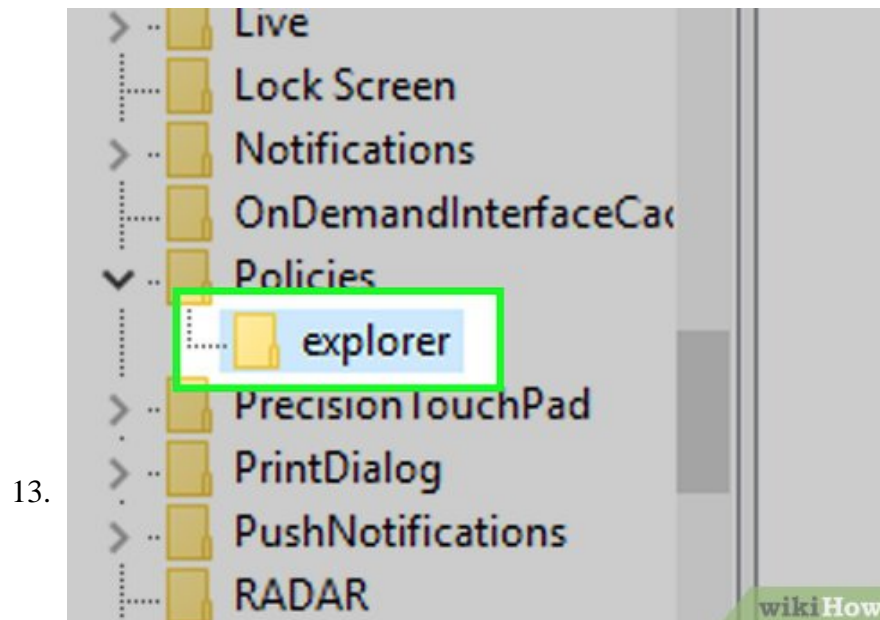 Live
Lock Screen
Notifications
OnDemandInterfaceCac
Policies
explorer
PrecisionTouchPad
PrintDialog
13.
PushNotifications
RADAR
wikiHow